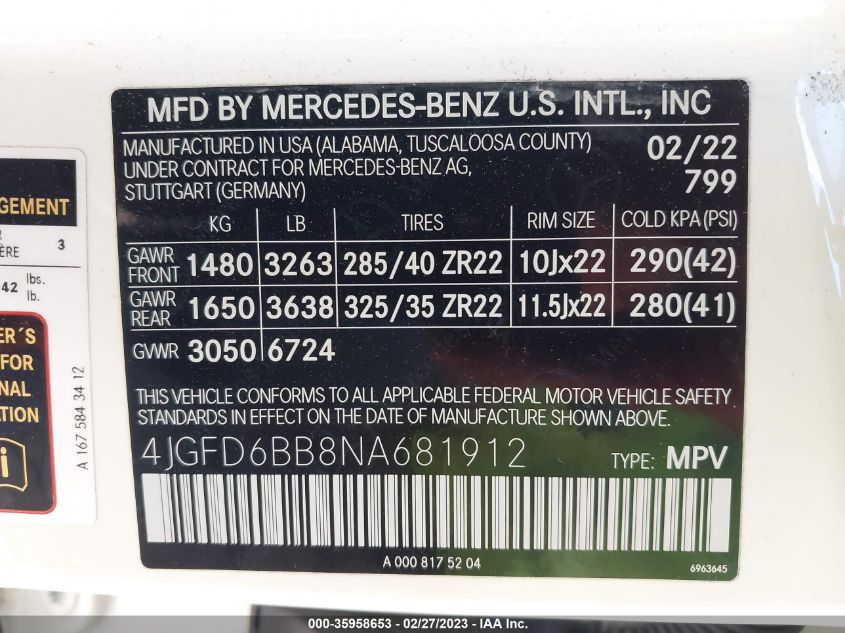 MFD BY MERCEDES-BENZ U.S. INTL., INC
MANUFACTURED IN USA (ALABAMA, TUSCALOOSA COUNTY)
UNDER CONTRACT FOR MERCEDES-BENZ AG,
STUTTGART (GERMANY)
02/22
799
KG LB TIRES RIM SIZE COLD KPA (PSI)
GAWR FRONT 1480 3263 285/40 ZR22 10Jx22 290(42)
GAWR REAR 1650 3638 325/35 ZR22 11.5Jx22 280(41)
GVWR 3050 6724
THIS VEHICLE CONFORMS TO ALL APPLICABLE FEDERAL MOTOR VEHICLE SAFETY
STANDARDS IN EFFECT ON THE DATE OF MANUFACTURE SHOWN ABOVE.
4JGFD6BB8NA681912 TYPE: MPV
A 000 817 52 04
6963645
GEMENT
R
ÈRE 3
42 lbs.
lb.
ER´S
FOR
NAL
ATION
i
A 167 584 34 12
000-35958653 / 02/27/2023 — IAA Inc.